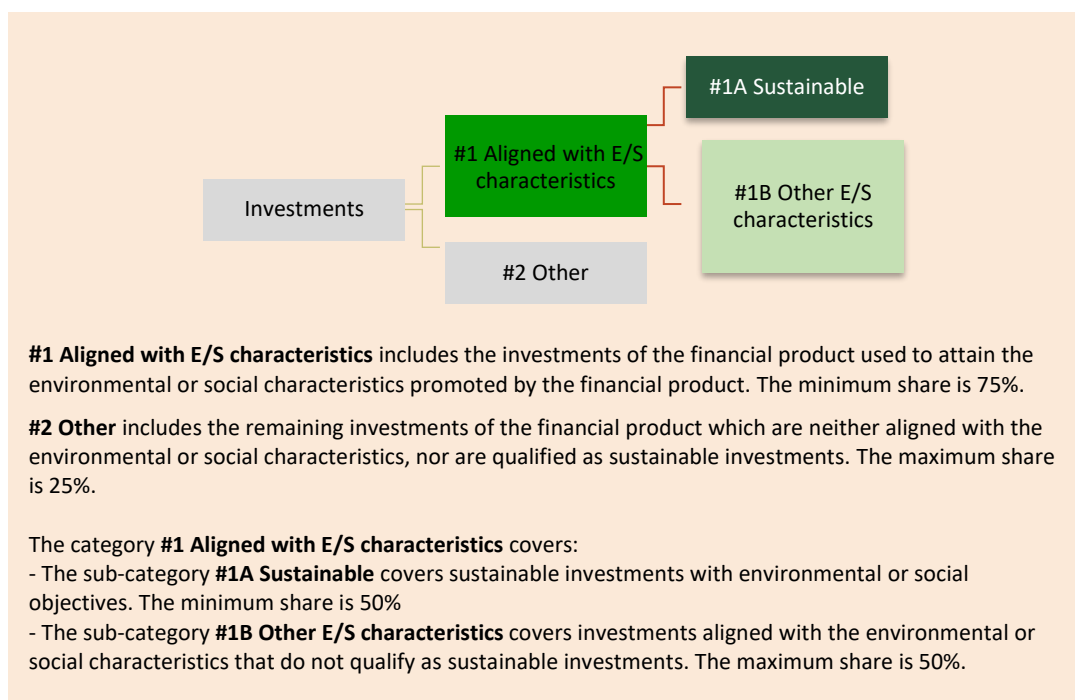 #1A Sustainable
#1 Aligned with E/S
characteristics
#1B Other E/S
characteristics
Investments
#2 Other
#1 Aligned with E/S characteristics includes the investments of the financial product used to attain the
environmental or social characteristics promoted by the financial product. The minimum share is 75%.
#2 Other includes the remaining investments of the financial product which are neither aligned with the
environmental or social characteristics, nor are qualified as sustainable investments. The maximum share
is 25%.
The category #1 Aligned with E/S characteristics covers:
- The sub-category #1A Sustainable covers sustainable investments with environmental or social
objectives. The minimum share is 50%
- The sub-category #1B Other E/S characteristics covers investments aligned with the environmental or
social characteristics that do not qualify as sustainable investments. The maximum share is 50%.